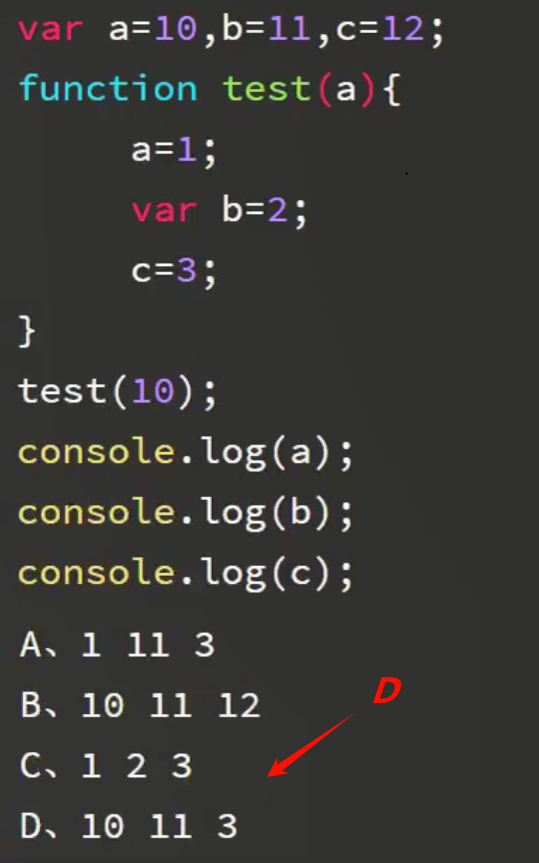 var a=10,b=11,c=12;
function test(a){
    a=1;
    var b=2;
    c=3;
}
test(10);
console.log(a);
console.log(b);
console.log(c);
A、1 11 3
B、10 11 12
D
C、1 2 3
D、10 11 3